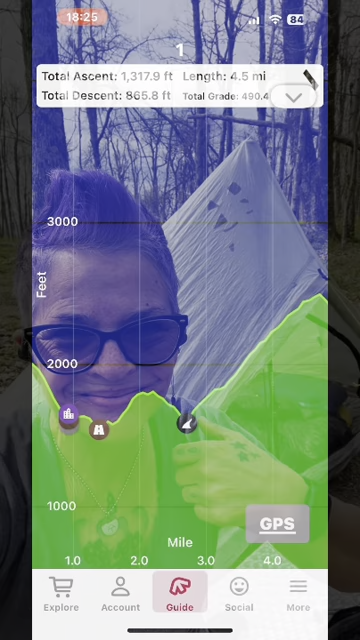 18:25
84
1
Total Ascent: 1,317.9 ft Length: 4.5 mi
Total Descent: 865.8 ft Total Grade: 490.4
3000
Feet
2000
1000
GPS
Mile
1.0 2.0 3.0 4.0
Explore Account Guide Social More